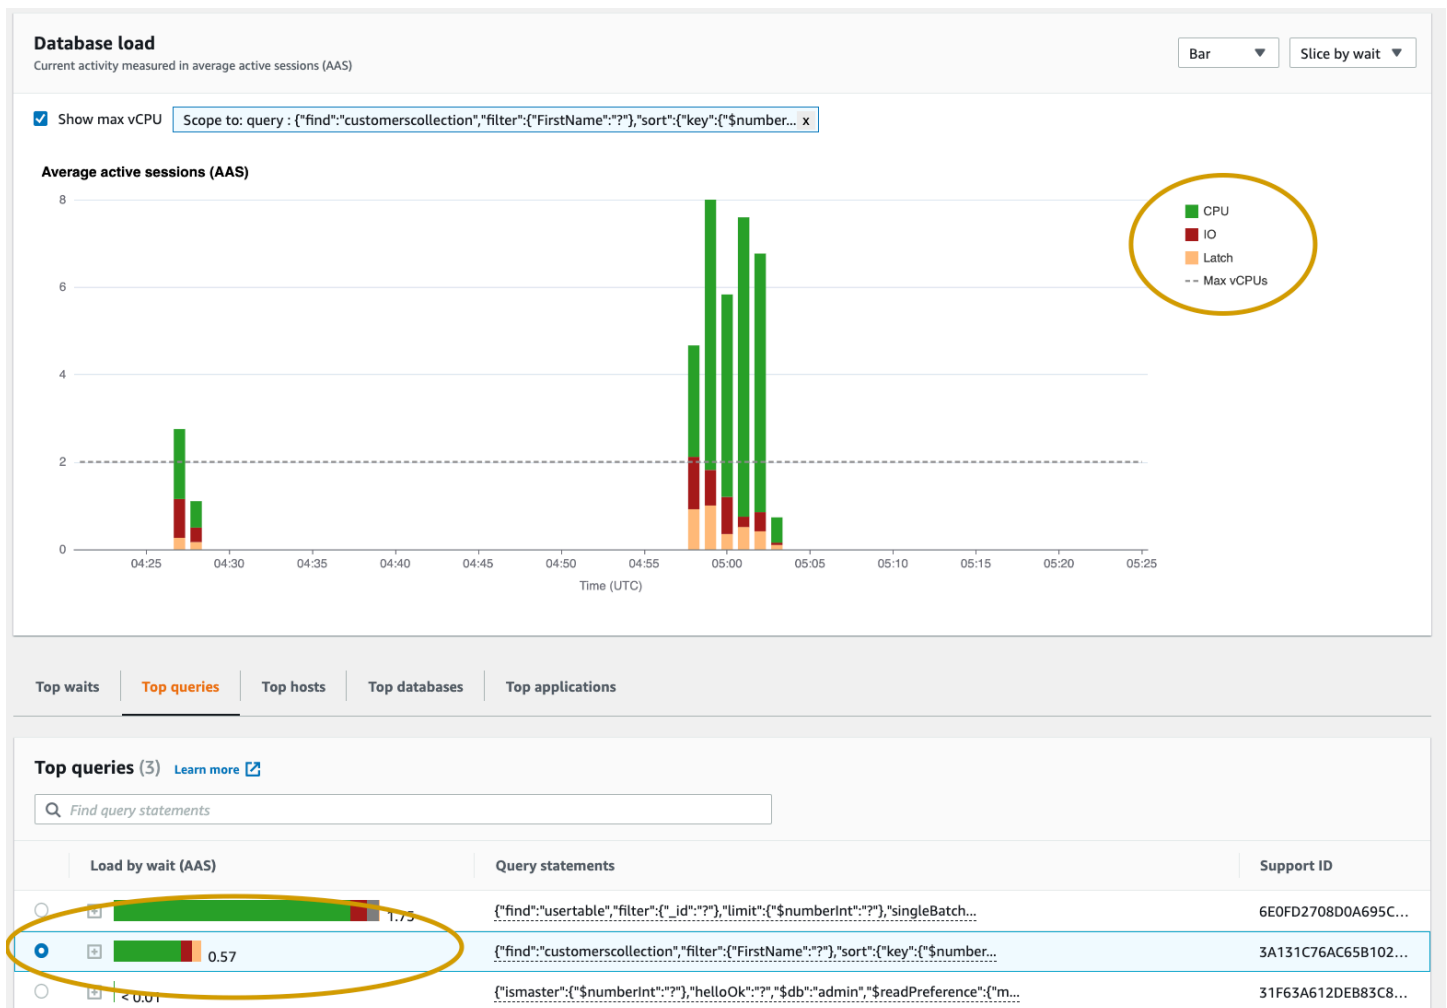 Database load
Current activity measured in average active sessions (AAS)
Bar
Slice by wait
Show max vCPU
Scope to: query : {"find":"customerscollection","filter":{"FirstName":"?"},"sort":{"key":{"$number... x
Average active sessions (AAS)
8
6
4
2
0
04:25 04:30 04:35 04:40 04:45 04:50 04:55 05:00 05:05 05:10 05:15 05:20 05:25
Time (UTC)
CPU
IO
Latch
Max vCPUs
Top waits
Top queries
Top hosts
Top databases
Top applications
Top queries (3) Learn more
Find query statements
Load by wait (AAS) Query statements Support ID
1.75 {"find":"usertable","filter":{"_id":"?"},"limit":{"$numberInt":"?"},"singleBatch... 6E0FD2708D0A695C...
0.57 {"find":"customerscollection","filter":{"FirstName":"?"},"sort":{"key":{"$number... 3A131C76AC65B102...
< 0.01 {"ismaster":{"$numberInt":"?"},"helloOk":"?","$db":"admin","$readPreference":{"m... 31F63A612DEB83C8...